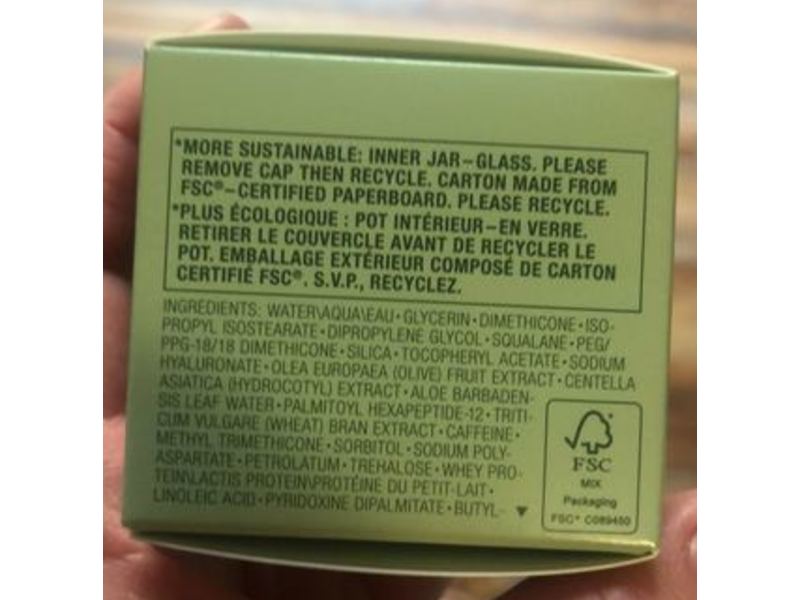 *MORE SUSTAINABLE: INNER JAR–GLASS. PLEASE
REMOVE CAP THEN RECYCLE. CARTON MADE FROM
FSC®–CERTIFIED PAPERBOARD. PLEASE RECYCLE.
*PLUS ÉCOLOGIQUE : POT INTÉRIEUR–EN VERRE.
RETIRER LE COUVERCLE AVANT DE RECYCLER LE
POT. EMBALLAGE EXTÉRIEUR COMPOSÉ DE CARTON
CERTIFIÉ FSC®. S.V.P., RECYCLEZ.
INGREDIENTS: WATER\AQUA\EAU • GLYCERIN • DIMETHICONE • ISO-
PROPYL ISOSTEARATE • DIPROPYLENE GLYCOL • SQUALANE • PEG/
PPG-18/18 DIMETHICONE • SILICA • TOCOPHERYL ACETATE • SODIUM
HYALURONATE • OLEA EUROPAEA (OLIVE) FRUIT EXTRACT • CENTELLA
ASIATICA (HYDROCOTYL) EXTRACT • ALOE BARBADEN-
SIS LEAF WATER • PALMITOYL HEXAPEPTIDE-12 • TRITI-
CUM VULGARE (WHEAT) BRAN EXTRACT • CAFFEINE •
METHYL TRIMETHICONE • SORBITOL • SODIUM POLY-
ASPARTATE • PETROLATUM • TREHALOSE • WHEY PRO-
TEIN\LACTIS PROTEIN\PROTÉINE DU PETIT-LAIT •
LINOLEIC ACID • PYRIDOXINE DIPALMITATE • BUTYL- ▼
FSC
MIX
Packaging
FSC® C089450